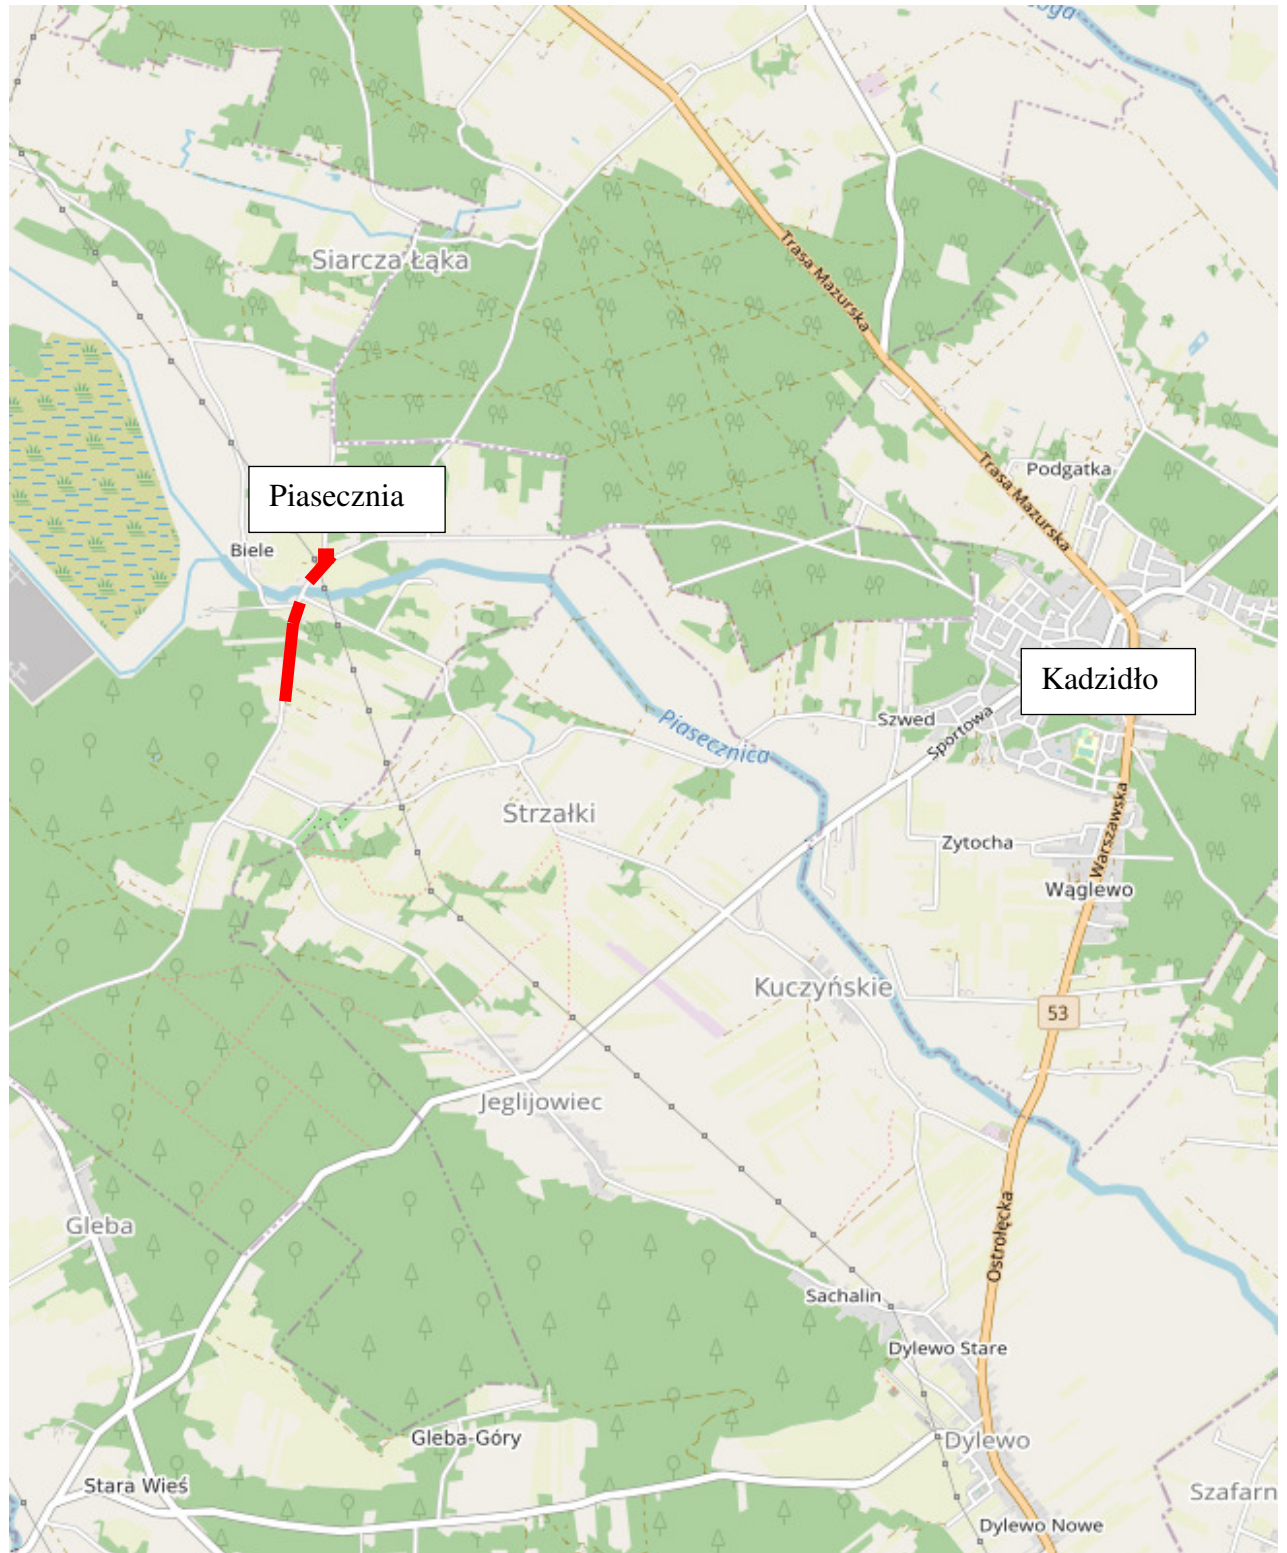 Siarcza Łąka
Trasa Mazurska
Trasa Mazurska
Podgatka
Piasecznia
Biele
Kadzidło
Szwed
Sportowa
Piasecznica
Strzałki
Zytocha
Warszawska
Wąglewo
Kuczyńskie
53
Jeglijowiec
Gleba
Ostrołęcka
Sachalin
Dylewo Stare
Gleba-Góry
Dylewo
Stara Wieś
Szafarn
Dylewo Nowe